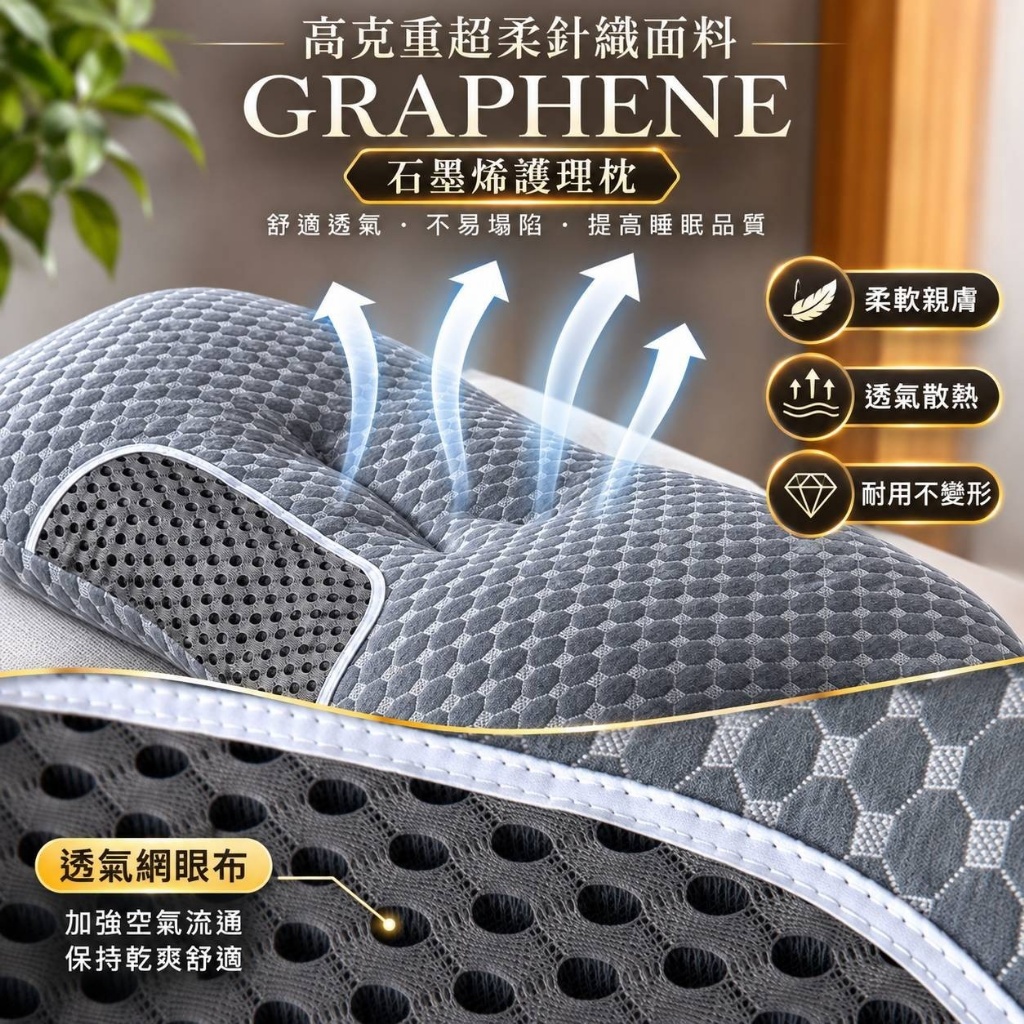 高克重超柔針織面料
GRAPHENE
石墨烯護理枕
舒適透氣・不易塌陷・提高睡眠品質
柔軟親膚
透氣散熱
耐用不變形
透氣網眼布
加強空氣流通
保持乾爽舒適